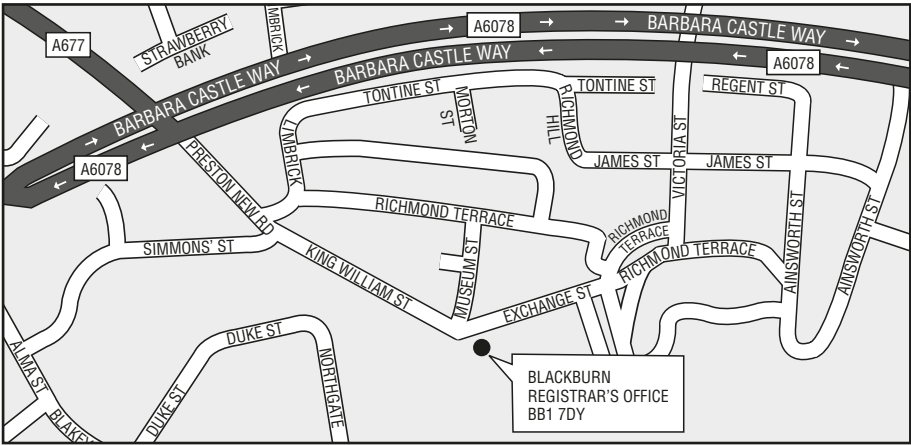 A677
STRAWBERRY
BANK
MBRICK
A6078
BARBARA CASTLE WAY
BARBARA CASTLE WAY
BARBARA CASTLE WAY
A6078
A6078
TONTINE ST
MORTON
ST
RICHMOND
HILL
TONTINE ST
REGENT ST
LIMBRICK
PRESTON NEW RD
JAMES ST
JAMES ST
VICTORIA ST
RICHMOND TERRACE
RICHMOND
TERRACE
RICHMOND TERRACE
AINSWORTH ST
AINSWORTH ST
SIMMONS' ST
KING WILLIAM ST
MUSEUM ST
EXCHANGE ST
ALMA ST
BLAKEY
DUKE ST
DUKE ST
NORTHGATE
BLACKBURN
REGISTRAR'S OFFICE
BB1 7DY